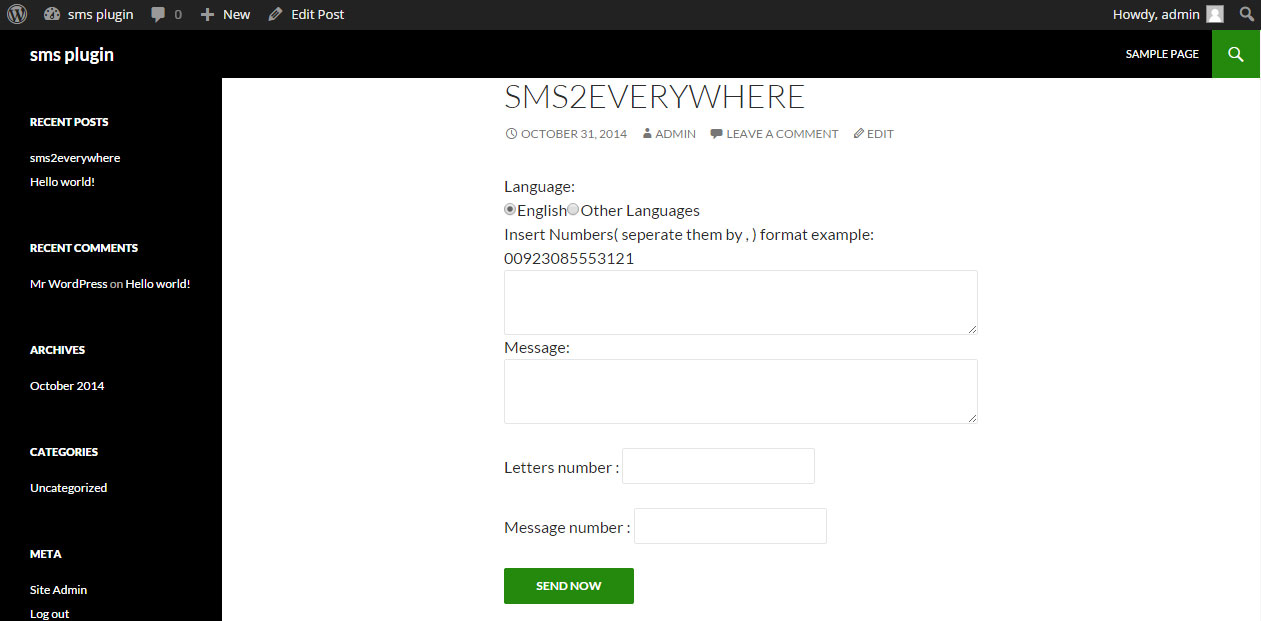 sms plugin 0 New Edit Post Howdy, admin
sms plugin SAMPLE PAGE
RECENT POSTS
sms2everywhere
Hello world!
RECENT COMMENTS
Mr WordPress on Hello world!
ARCHIVES
October 2014
CATEGORIES
Uncategorized
META
Site Admin
Log out
SMS2EVERYWHERE
OCTOBER 31, 2014 ADMIN LEAVE A COMMENT EDIT
Language:
English Other Languages
Insert Numbers( seperate them by , ) format example:
00923085553121
Message:
Letters number :
Message number :
SEND NOW